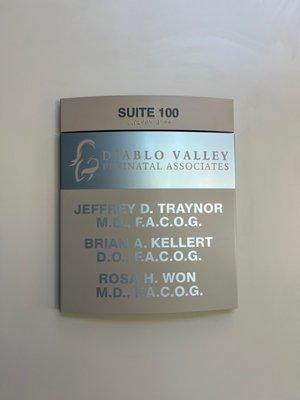 SUITE 100
DIABLO VALLEY
PERINATAL ASSOCIATES
JEFFREY D. TRAYNOR
M.D., F.A.C.O.G.
BRIAN A. KELLERT
D.O., F.A.C.O.G.
ROSA H. WON
M.D., F.A.C.O.G.